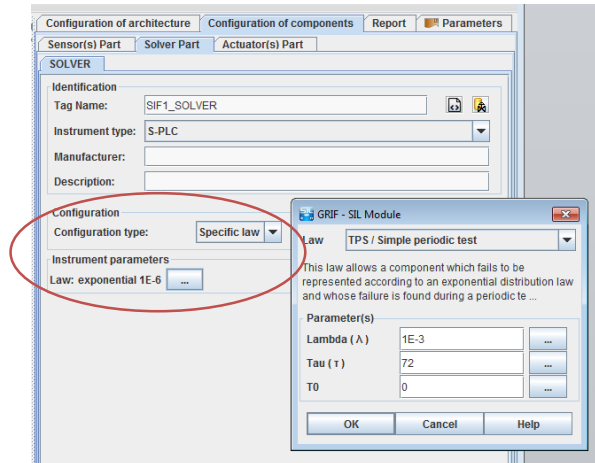 Configuration of architecture Configuration of components Report Parameters
Sensor(s) Part Solver Part Actuator(s) Part
SOLVER
Identification
Tag Name: SIF1_SOLVER
Instrument type: S-PLC
Manufacturer:
Description:
Configuration
Configuration type: Specific law
Instrument parameters
Law: exponential 1E-6 ...
GRIF - SIL Module
Law TPS / Simple periodic test
This law allows a component which fails to be
represented according to an exponential distribution law
and whose failure is found during a periodic te ...
Parameter(s)
Lambda ( λ ) 1E-3 ...
Tau ( τ ) 72 ...
T0 0 ...
OK Cancel Help